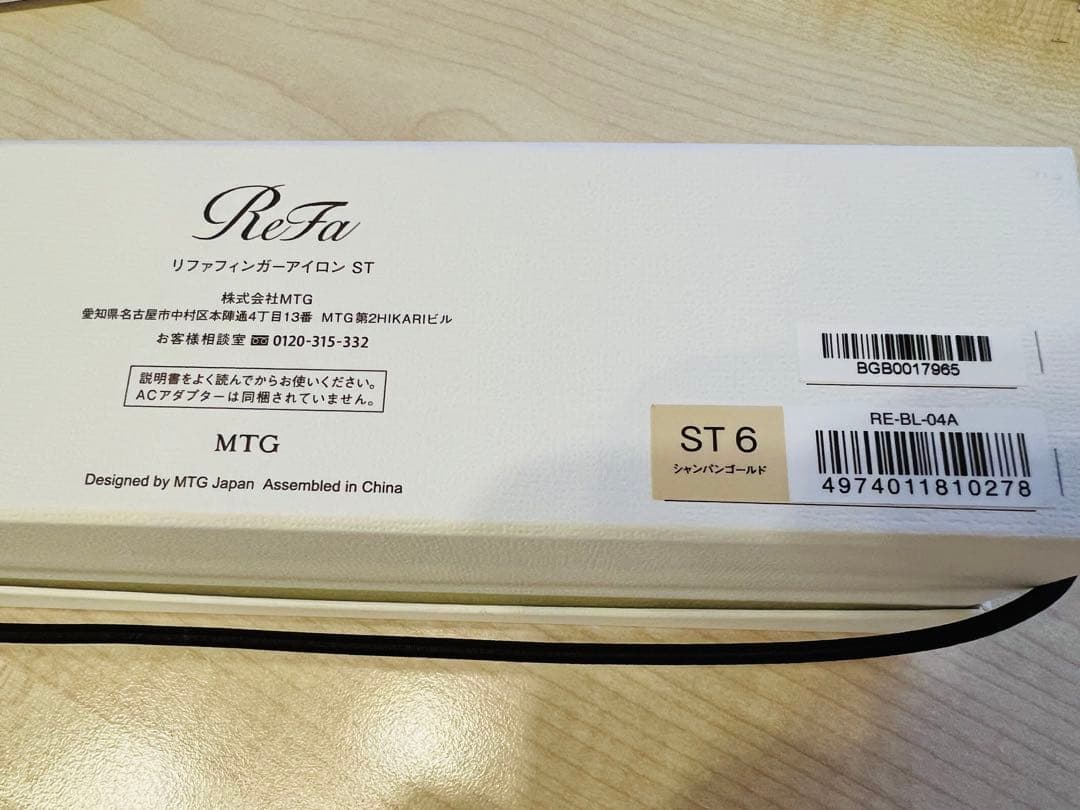 ReFa
リファフィンガーアイロン ST
株式会社MTG
愛知県名古屋市中村区本陣通4丁目13番 MTG第2HIKARIビル
お客様相談室 0120-315-332
説明書をよく読んでからお使いください。
ACアダプターは同梱されていません。
MTG
Designed by MTG Japan Assembled in China
BGB0017965
ST 6
シャンパンゴールド
RE-BL-04A
4974011810278